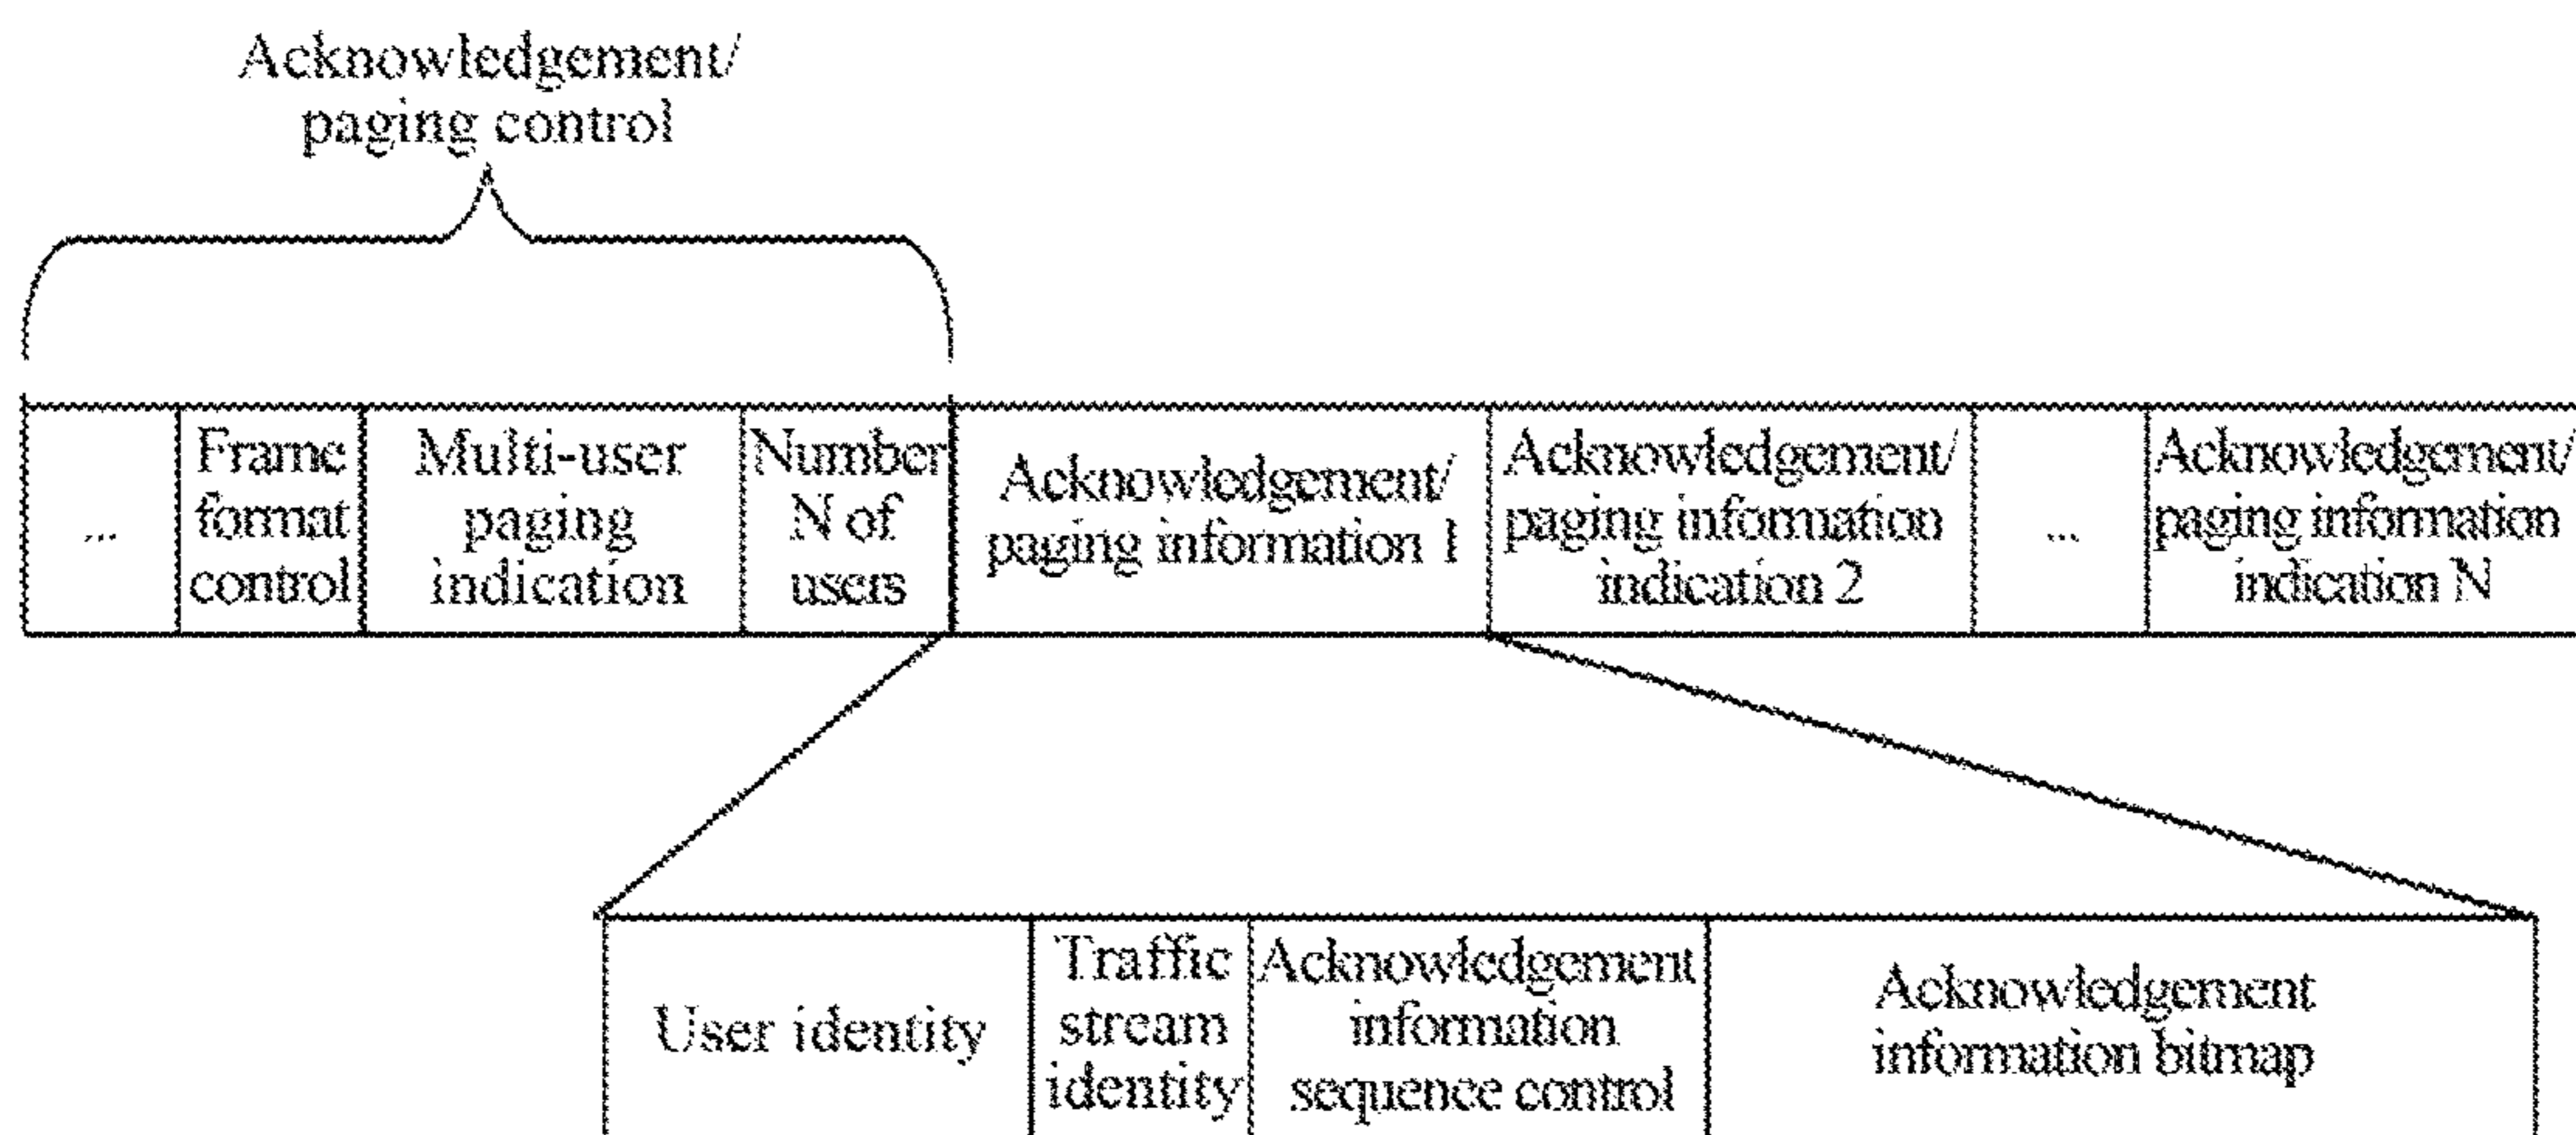 Acknowledgement/
paging control
...
Frame
format
control
Multi-user
paging
indication
Number
N of
users
Acknowledgement/
paging information 1
Acknowledgement/
paging information
indication 2
...
Acknowledgement/
paging information
indication N
User identity
Traffic
stream
identity
Acknowledgement
information
sequence control
Acknowledgement
information bitmap